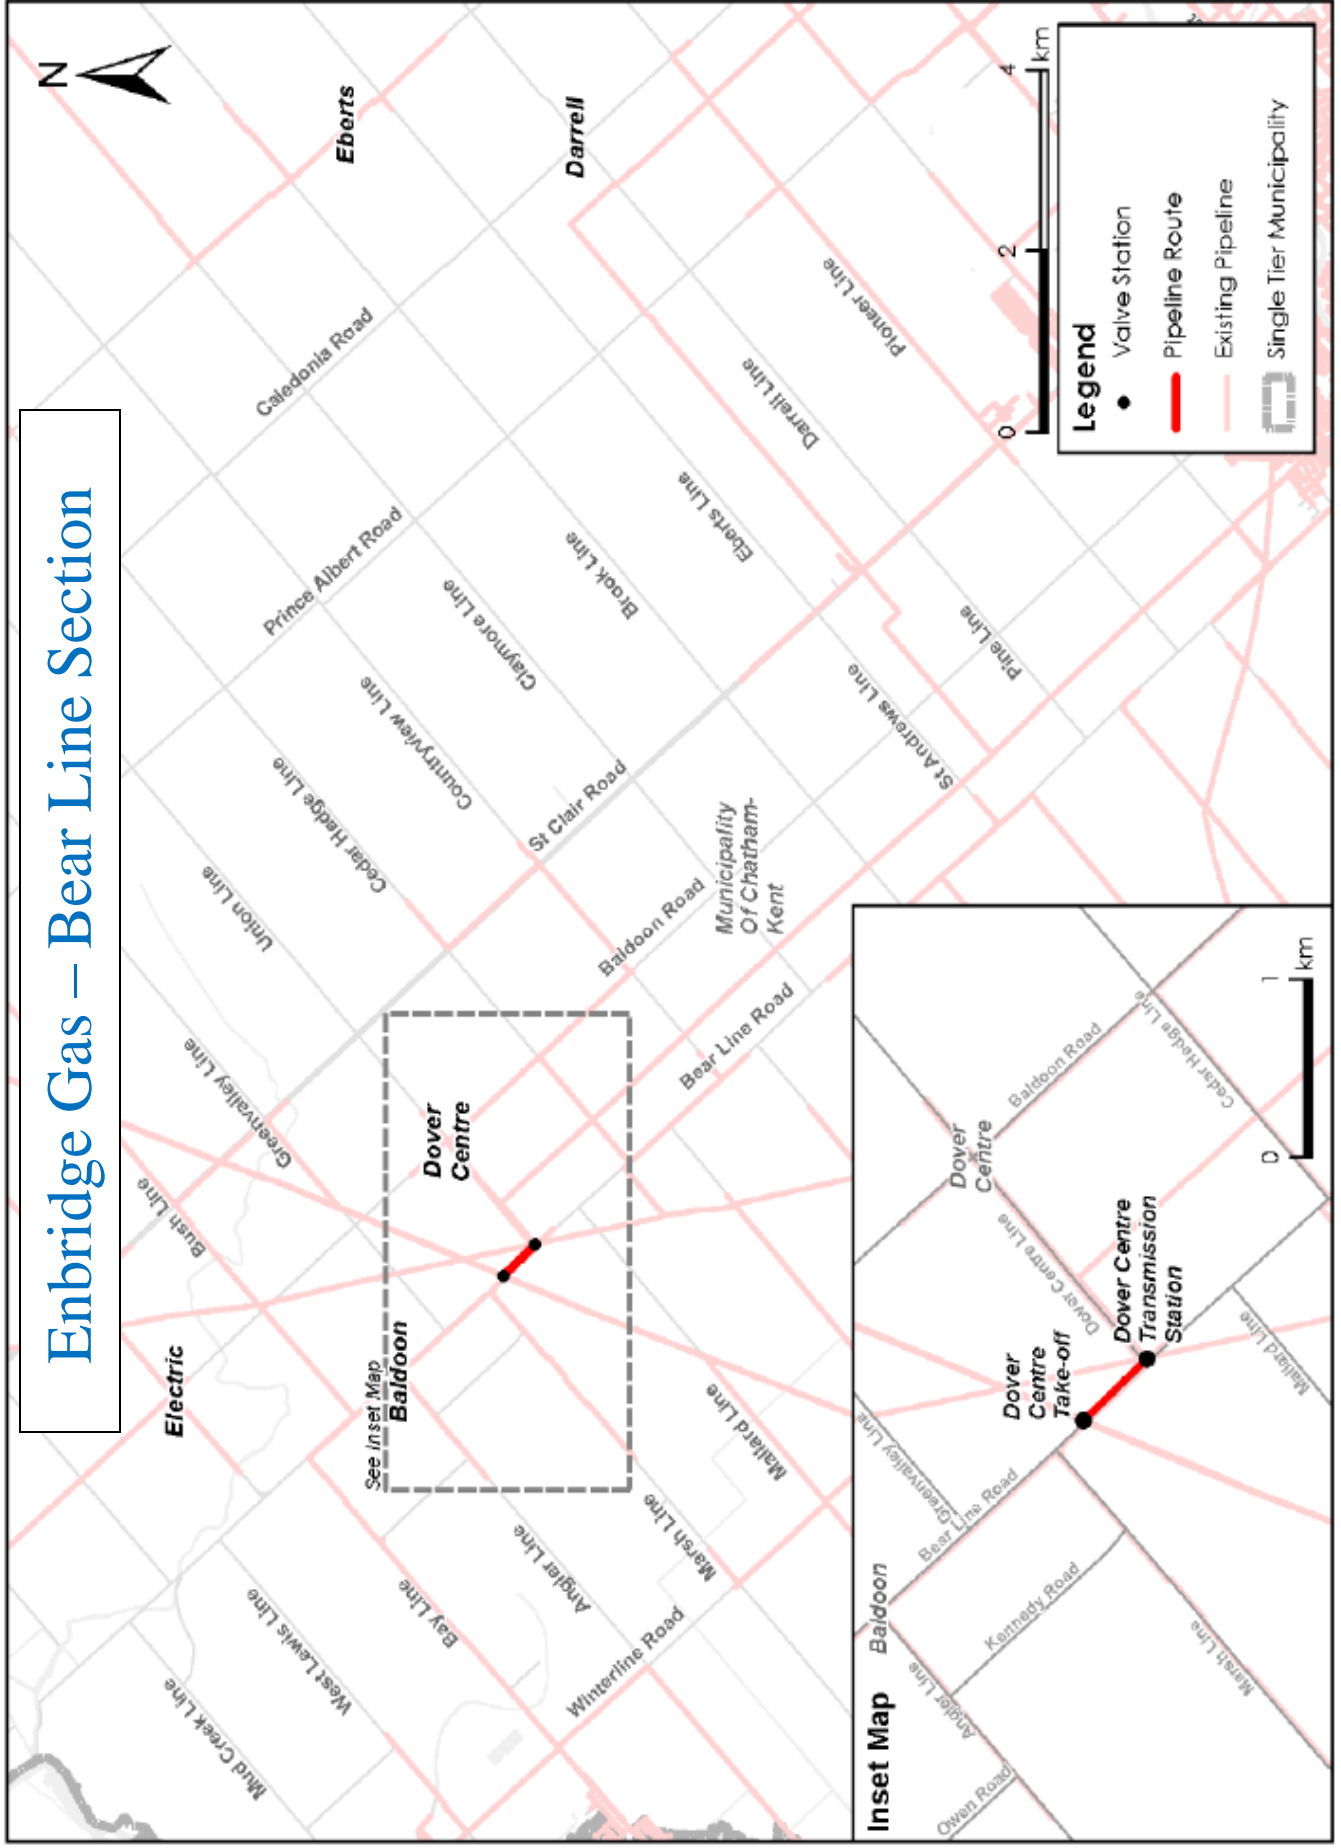 Enbridge Gas – Bear Line Section
N
Electric
Eberts
Darrell
See Inset Map
Baldoon
Dover
Centre
Municipality
Of Chatham-
Kent
Mud Creek Line
West Lewis Line
Bay Line
Angler Line
Winterline Road
Marsh Line
Mallard Line
Bush Line
Greenvalley Line
Union Line
Cedar Hedge Line
Countryview Line
Claymore Line
Brook Line
Eberts Line
Darrell Line
Pioneer Line
Prince Albert Road
Caledonia Road
St Clair Road
Baldoon Road
Bear Line Road
St Andrews Line
Pine Line
0 2 4
km
Legend
Valve Station
Pipeline Route
Existing Pipeline
Single Tier Municipality
Inset Map
Baldoon
Owen Road
Angler Line
Kennedy Road
Marsh Line
Bear Line Road
Greenvalley Line
Dover
Centre
Take-off
Dover Centre
Transmission
Station
Dover Centre Line
Dover
Centre
Baldoon Road
Cedar Hedge Line
Mallard Line
0 1
km